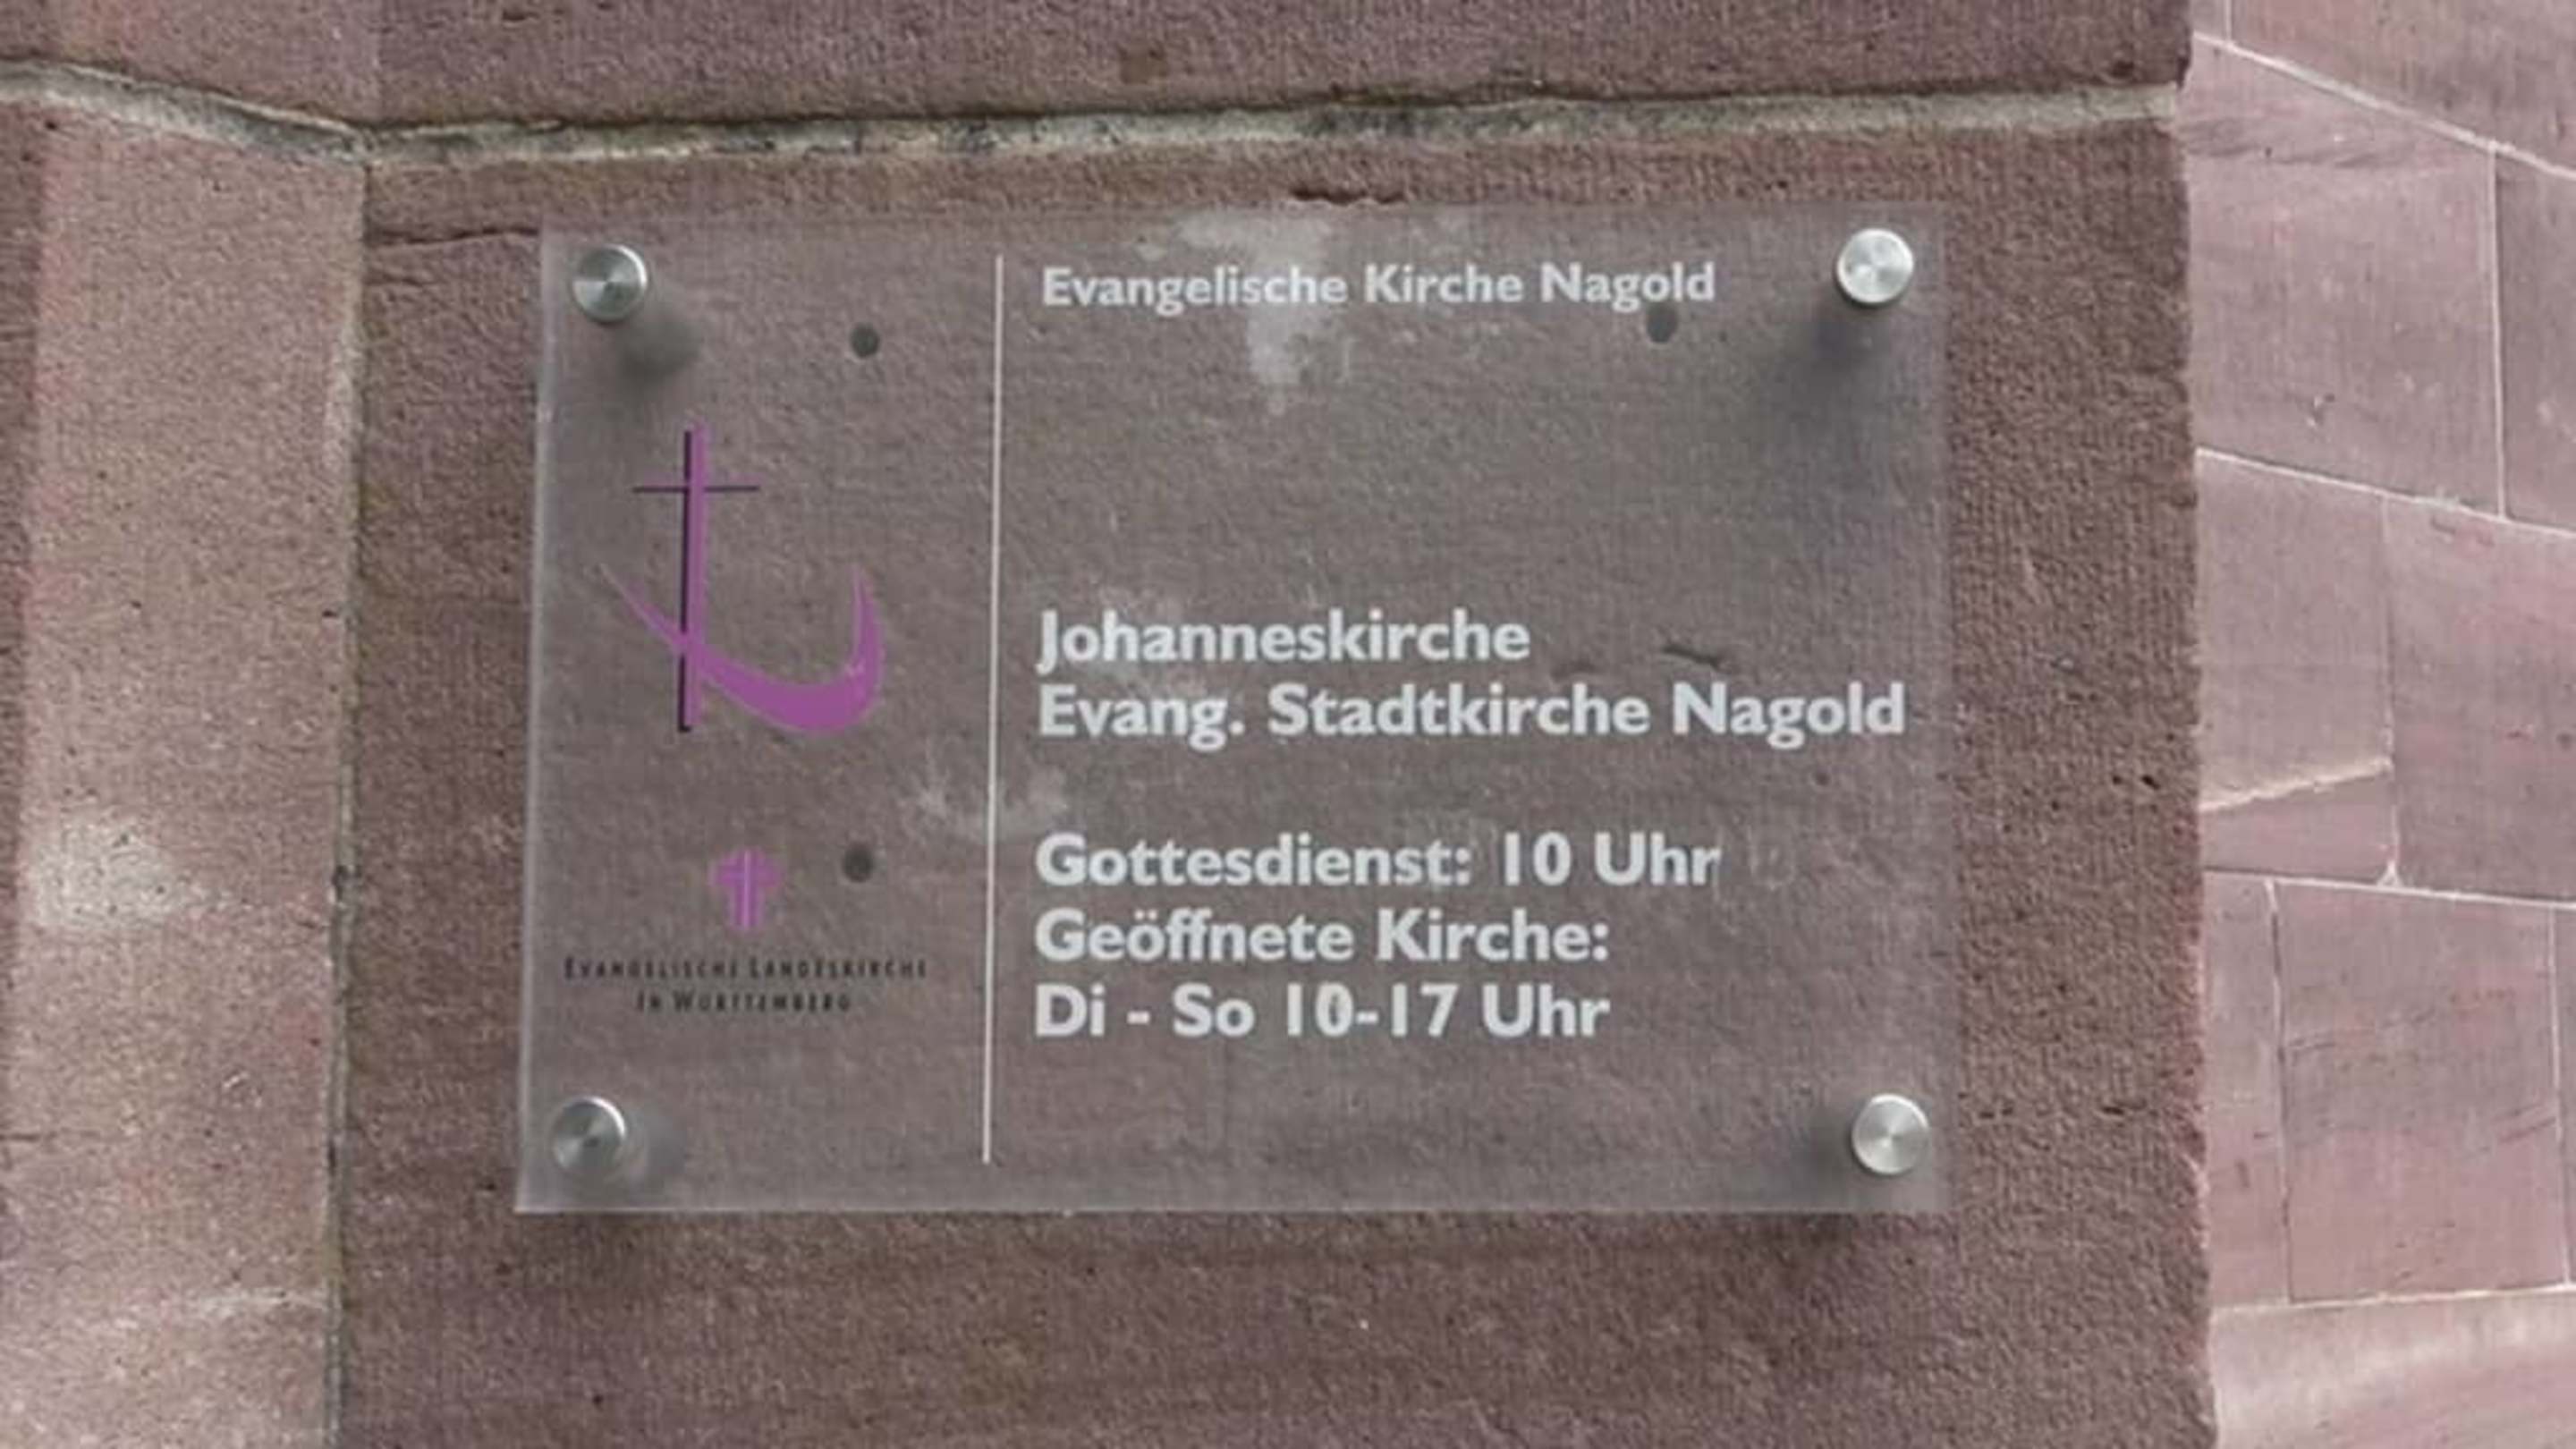 Evangelische Kirche Nagold
Johanneskirche
Evang. Stadtkirche Nagold
Gottesdienst: 10 Uhr
Geöffnete Kirche:
Di - So 10-17 Uhr
EVANGELISCHE LANDESKIRCHE
IN WÜRTTEMBERG